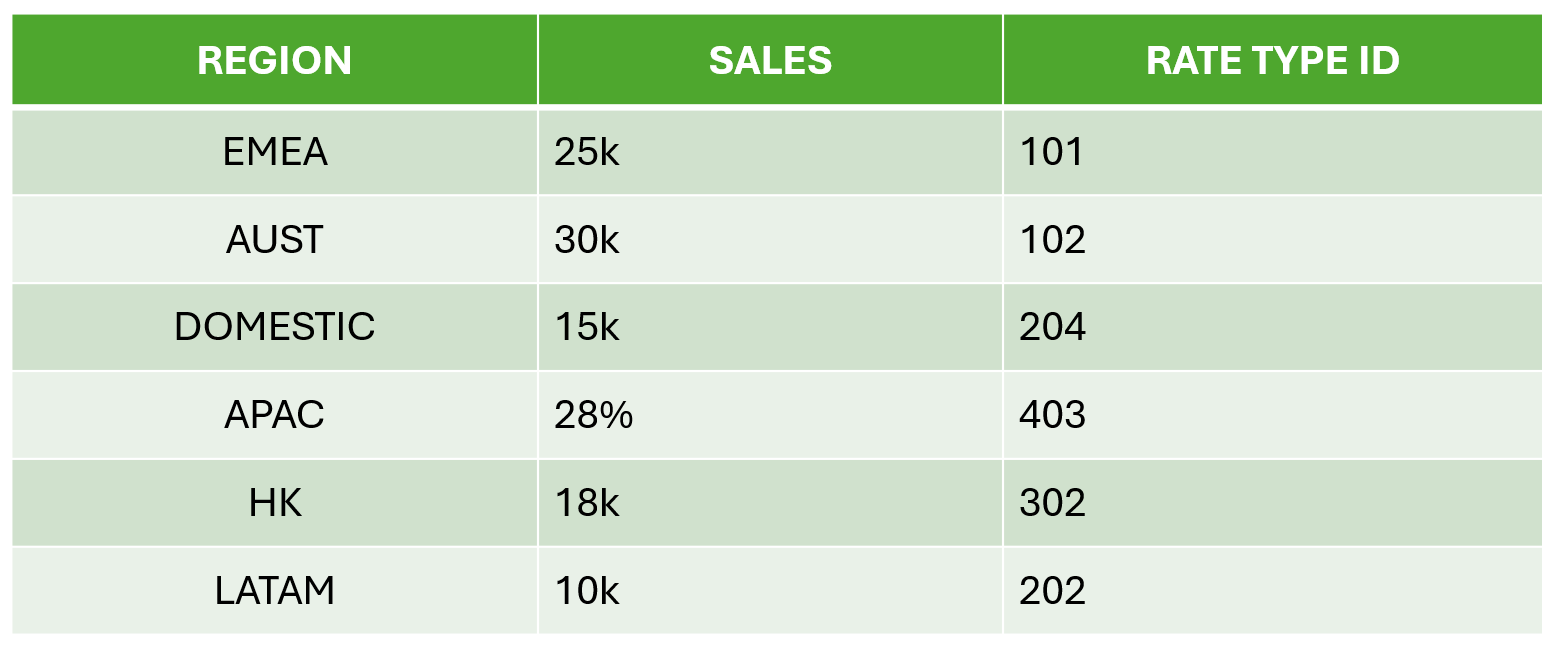 REGION SALES RATE TYPE ID
EMEA 25k 101
AUST 30k 102
DOMESTIC 15k 204
APAC 28% 403
HK 18k 302
LATAM 10k 202